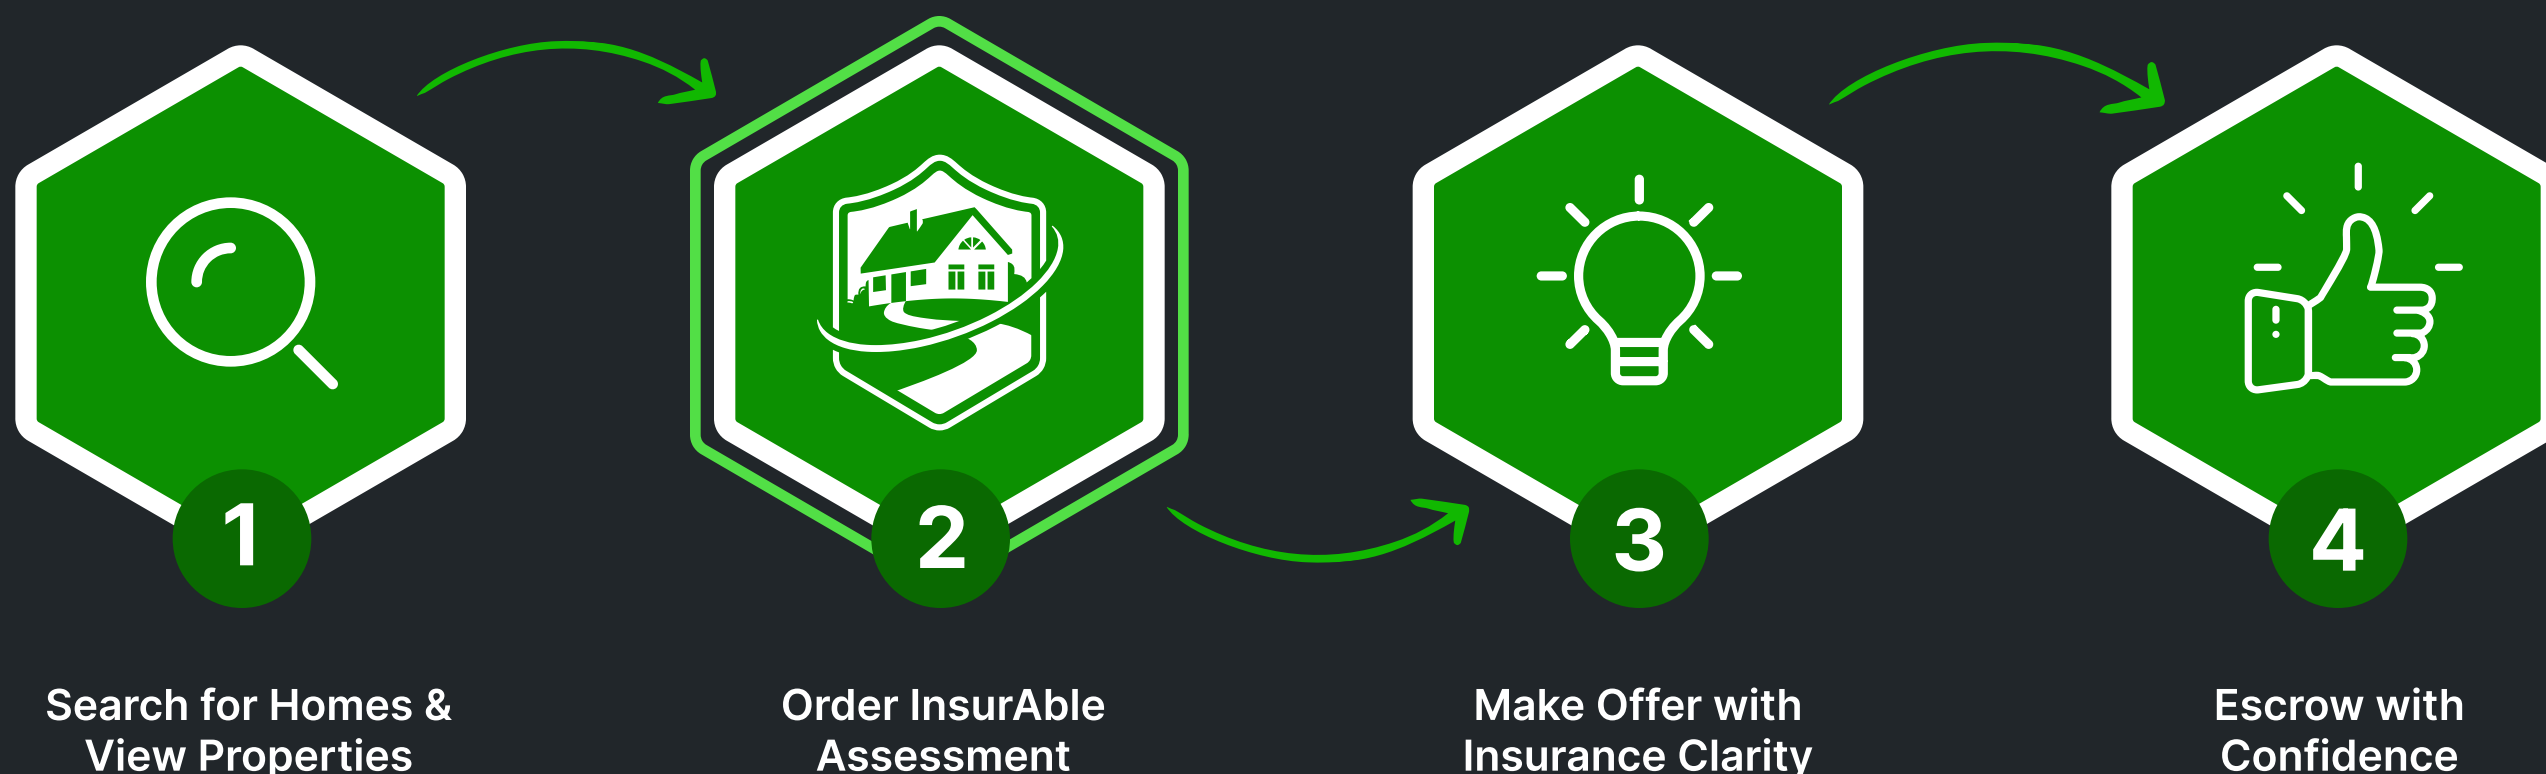 1
2
3
4
Search for Homes &
View Properties
Order InsurAble
Assessment
Make Offer with
Insurance Clarity
Escrow with
Confidence